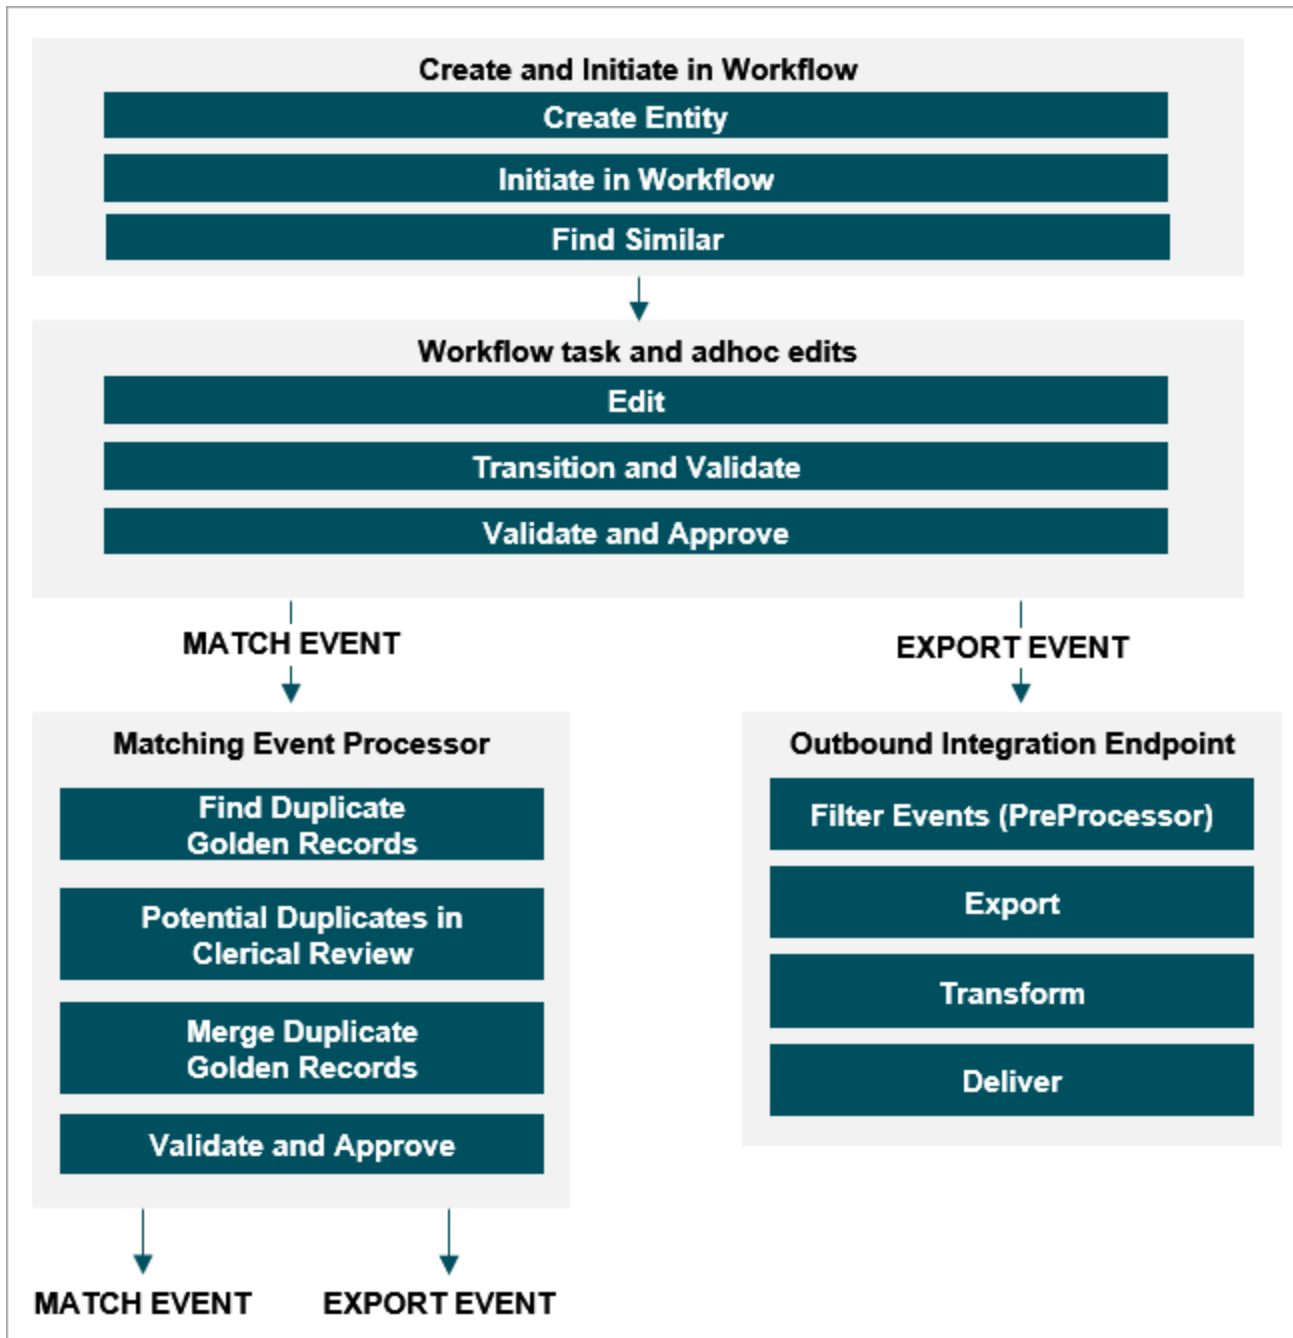 Create and Initiate in Workflow
Create Entity
Initiate in Workflow
Find Similar
Workflow task and adhoc edits
Edit
Transition and Validate
Validate and Approve
MATCH EVENT
EXPORT EVENT
Matching Event Processor
Find Duplicate
Golden Records
Potential Duplicates in
Clerical Review
Merge Duplicate
Golden Records
Validate and Approve
MATCH EVENT
EXPORT EVENT
Outbound Integration Endpoint
Filter Events (PreProcessor)
Export
Transform
Deliver